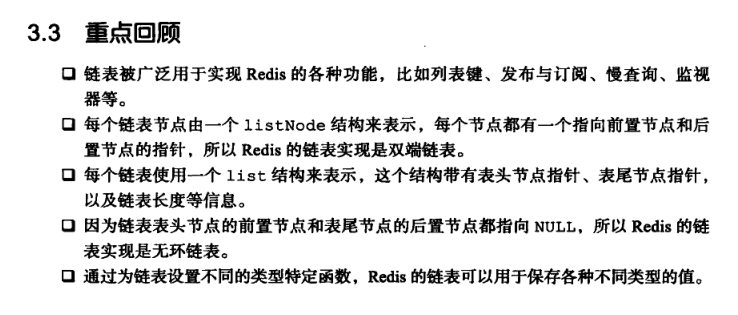 3.3 重点回顾
❑ 链表被广泛用于实现 Redis 的各种功能，比如列表键、发布与订阅、慢查询、监视
器等。
❑ 每个链表节点由一个 listNode 结构来表示，每个节点都有一个指向前置节点和后
置节点的指针，所以 Redis 的链表实现是双端链表。
❑ 每个链表使用一个 list 结构来表示，这个结构带有表头节点指针、表尾节点指针，
以及链表长度等信息。
❑ 因为链表表头节点的前置节点和表尾节点的后置节点都指向 NULL，所以 Redis 的链
表实现是无环链表。
❑ 通过为链表设置不同的类型特定函数，Redis 的链表可以用于保存各种不同类型的值。